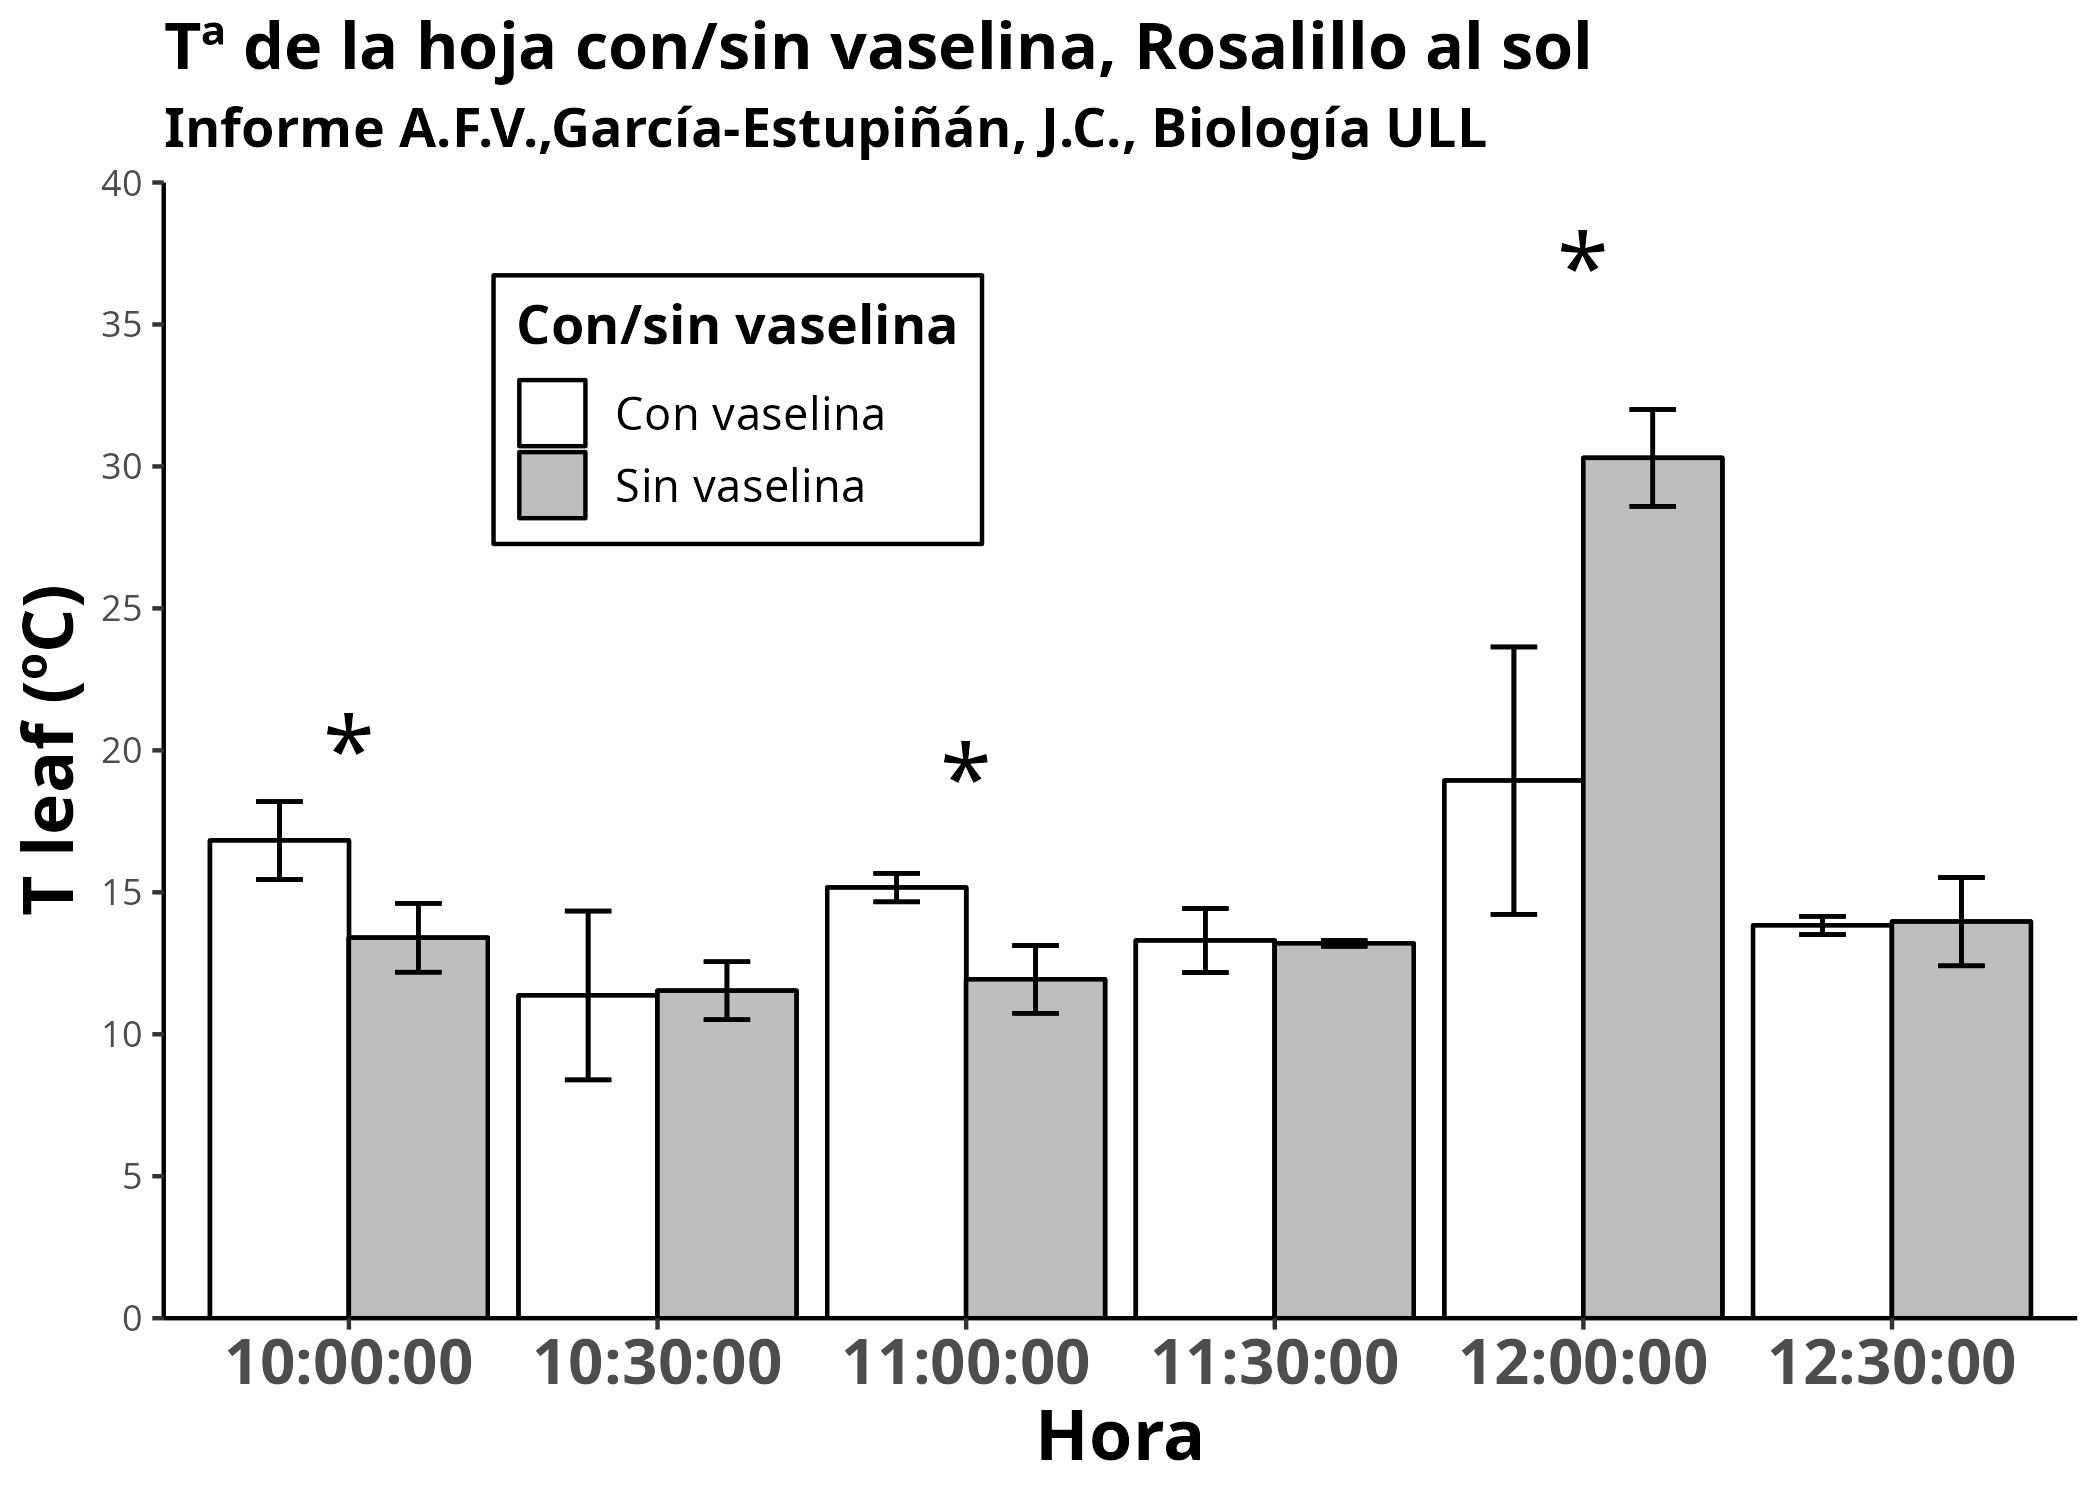 Tª de la hoja con/sin vaselina, Rosalillo al sol
Informe A.F.V.,García-Estupiñán, J.C., Biología ULL
T leaf (ºC)
40
35
30
25
20
15
10
5
0
Con/sin vaselina
Con vaselina
Sin vaselina
*
*
*
10:00:00 10:30:00 11:00:00 11:30:00 12:00:00 12:30:00
Hora